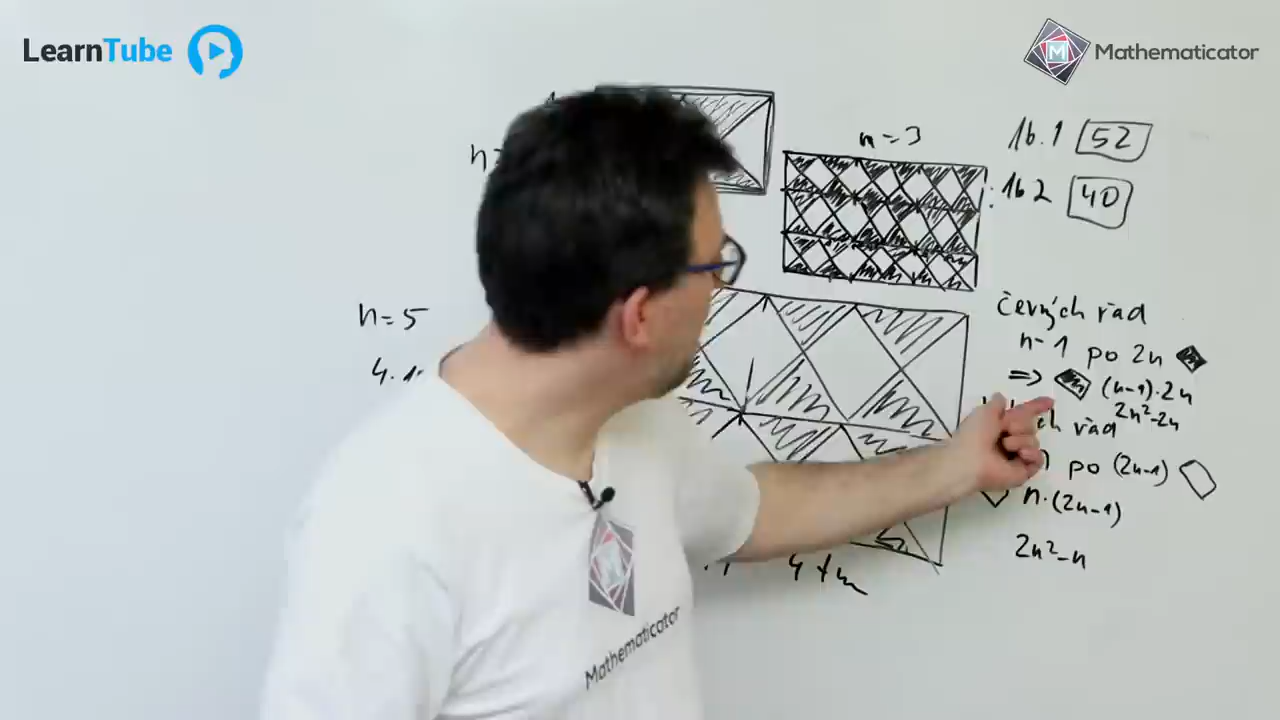 LearnTube
Mathematicator
n=3
16.1 52
16.2 40
n=5
černých řad
n-1 po 2n
=> (n-1).2n
2n²-2n
řad
po (2n-1)
n.(2n-1)
2n²-n
Mathematicator